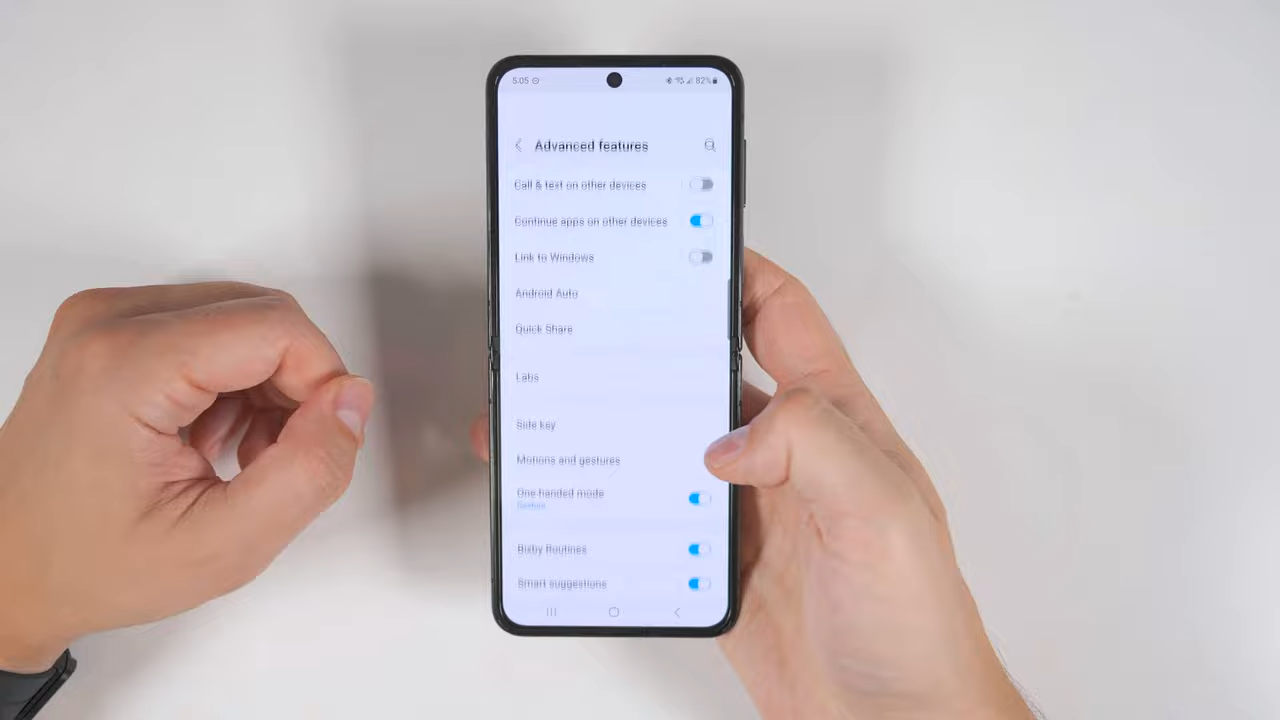 5:05
82%
Advanced features
Call & text on other devices
Continue apps on other devices
Link to Windows
Android Auto
Quick Share
Labs
Side key
Motions and gestures
One handed mode
Bixby Routines
Smart suggestions